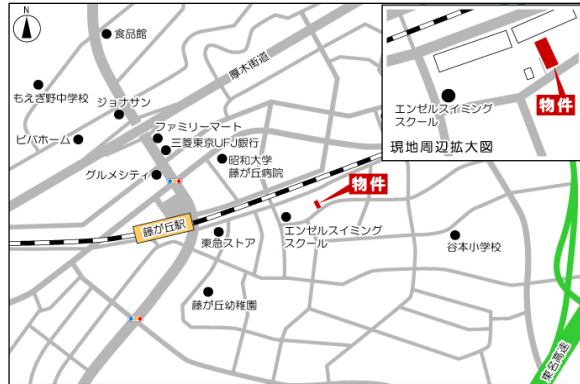 N
食品館
厚木街道
もえぎ野中学校
ジョナサン
ビバホーム
ファミリーマート
三菱東京UFJ銀行
グルメシティ
昭和大学
藤が丘病院
物件
藤が丘駅
東急ストア
エンゼルスイミング
スクール
谷本小学校
藤が丘幼稚園
東名高速
エンゼルスイミング
スクール
物件
現地周辺拡大図